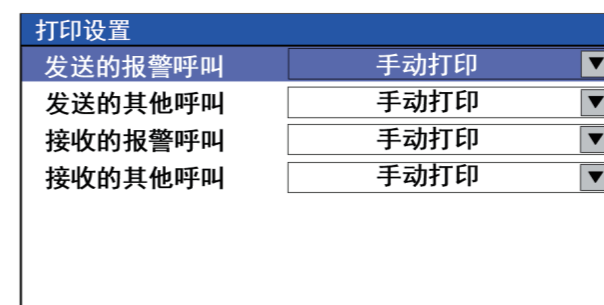 打印设置
发送的报警呼叫 手动打印
发送的其他呼叫 手动打印
接收的报警呼叫 手动打印
接收的其他呼叫 手动打印